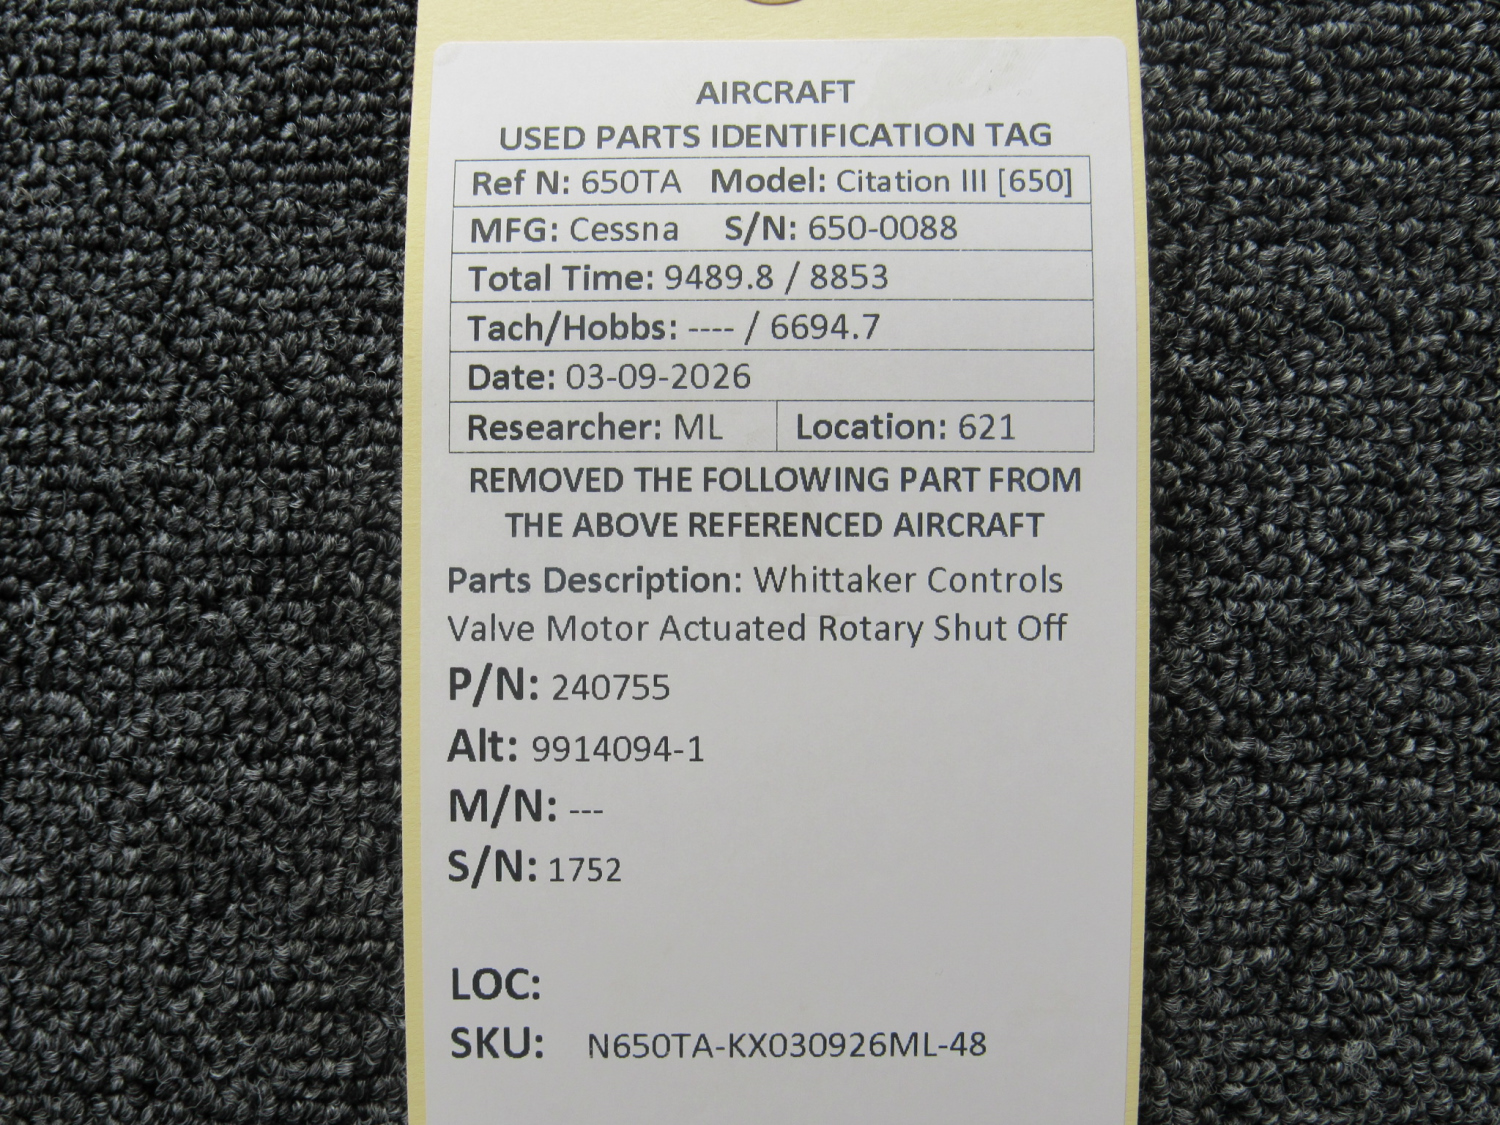 AIRCRAFT
USED PARTS IDENTIFICATION TAG
Ref N: 650TA Model: Citation III [650]
MFG: Cessna S/N: 650-0088
Total Time: 9489.8 / 8853
Tach/Hobbs: ---- / 6694.7
Date: 03-09-2026
Researcher: ML Location: 621
REMOVED THE FOLLOWING PART FROM
THE ABOVE REFERENCED AIRCRAFT
Parts Description: Whittaker Controls
Valve Motor Actuated Rotary Shut Off
P/N: 240755
Alt: 9914094-1
M/N: ---
S/N: 1752
LOC:
SKU: N650TA-KX030926ML-48